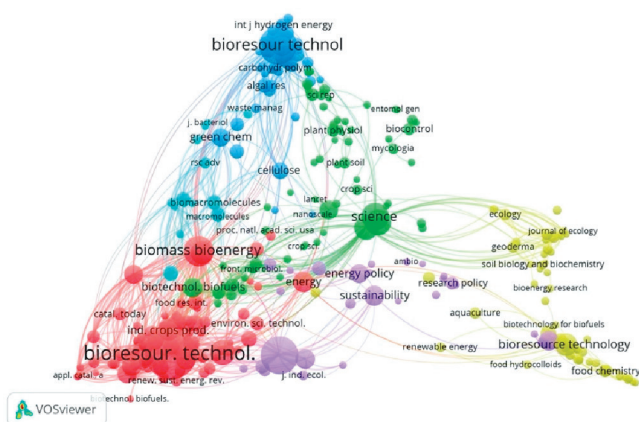 int j hydrogen energy
bioresour technol
carbohydr polym
algal res
sci rep
waste manag
entomol gen
j. bacteriol
plant physiol
biocontrol
green chem
mycologia
rsc adv
plant soil
cellulose
crop sci
biomacromolecules
lancet
macromolecules
nanoscale
science
ecology
proc. natl. acad. sci. usa
journal of ecology
biomass bioenergy
crop sci.
geoderma
front. microbiol.
ambio
soil biology and biochemistry
energy policy
biotechnol. biofuels
energy
research policy
bioenergy research
food res. int.
sustainability
catal. today
aquaculture
ind. crops prod.
environ. sci. technol.
biotechnology for biofuels
bioresour. technol.
renewable energy
bioresource technology
j. ind. ecol.
food hydrocolloids
food chemistry
appl. catal. a
renew. sust. energ. rev.
biotechnol. biofuels.
VOSviewer